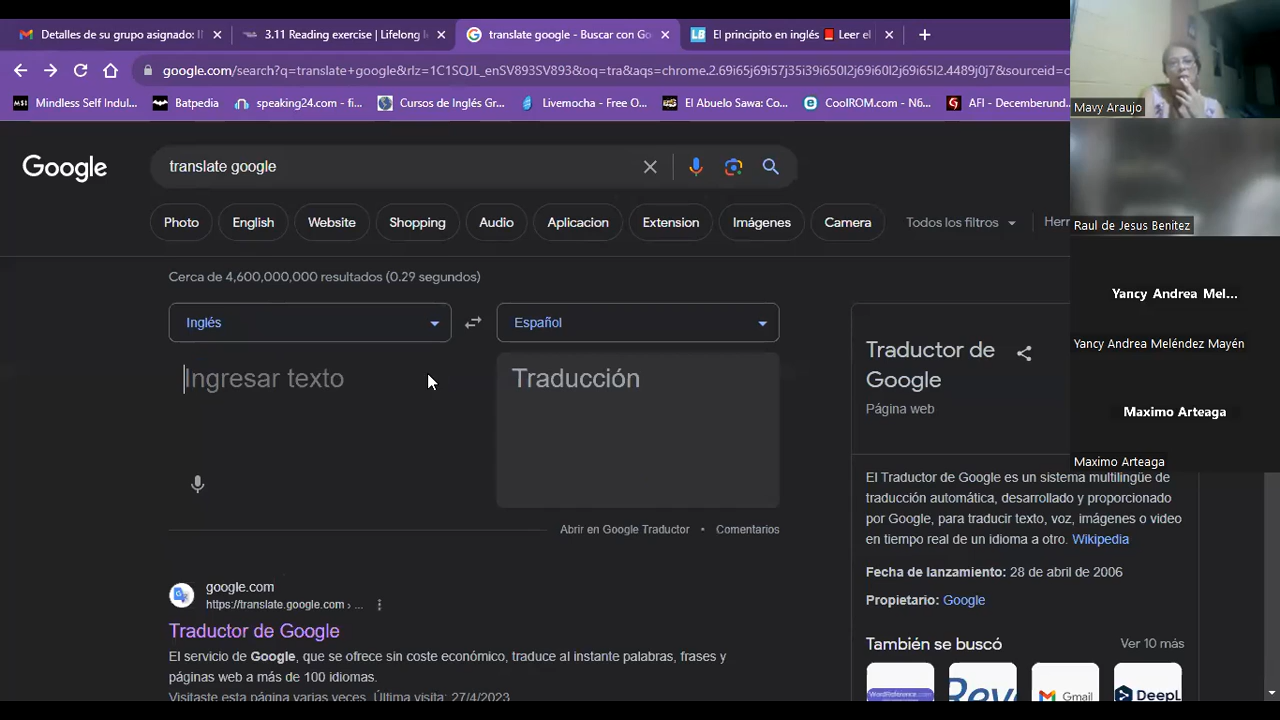 Detalles de su grupo asignado: I
3.11 Reading exercise | Lifelong l
translate google - Buscar con Go
El principito en inglés 📕 Leer el
google.com/search?q=translate+google&rlz=1C1SQJL_enSV893SV893&oq=tra&aqs=chrome.2.69i65j69i57j35i39i650l2j69i60l2j69i65l2.4489j0j7&sourceid=c
MSI Mindless Self Indul...
Batpedia
speaking24.com - fi...
Cursos de Inglés Gr...
Livemocha - Free O...
El Abuelo Sawa: Co...
CoolROM.com - N6...
AFI - Decemberund...
Mavy Araujo
Google
translate google
Photo
English
Website
Shopping
Audio
Aplicacion
Extension
Imágenes
Camera
Todos los filtros
Herr
Raul de Jesus Benitez
Cerca de 4,600,000,000 resultados (0.29 segundos)
Yancy Andrea Mel...
Yancy Andrea Meléndez Mayén
Inglés
Español
Ingresar texto
Traducción
Traductor de
Google
Página web
Maximo Arteaga
Maximo Arteaga
El Traductor de Google es un sistema multilingüe de
traducción automática, desarrollado y proporcionado
por Google, para traducir texto, voz, imágenes o video
en tiempo real de un idioma a otro. Wikipedia
Abrir en Google Traductor • Comentarios
Fecha de lanzamiento: 28 de abril de 2006
Propietario: Google
google.com
https://translate.google.com › ...
Traductor de Google
El servicio de Google, que se ofrece sin coste económico, traduce al instante palabras, frases y
páginas web a más de 100 idiomas.
Visitaste esta página varias veces. Última visita: 27/4/2023
También se buscó
Ver 10 más
WordReference.com
Rev
Gmail
DeepL